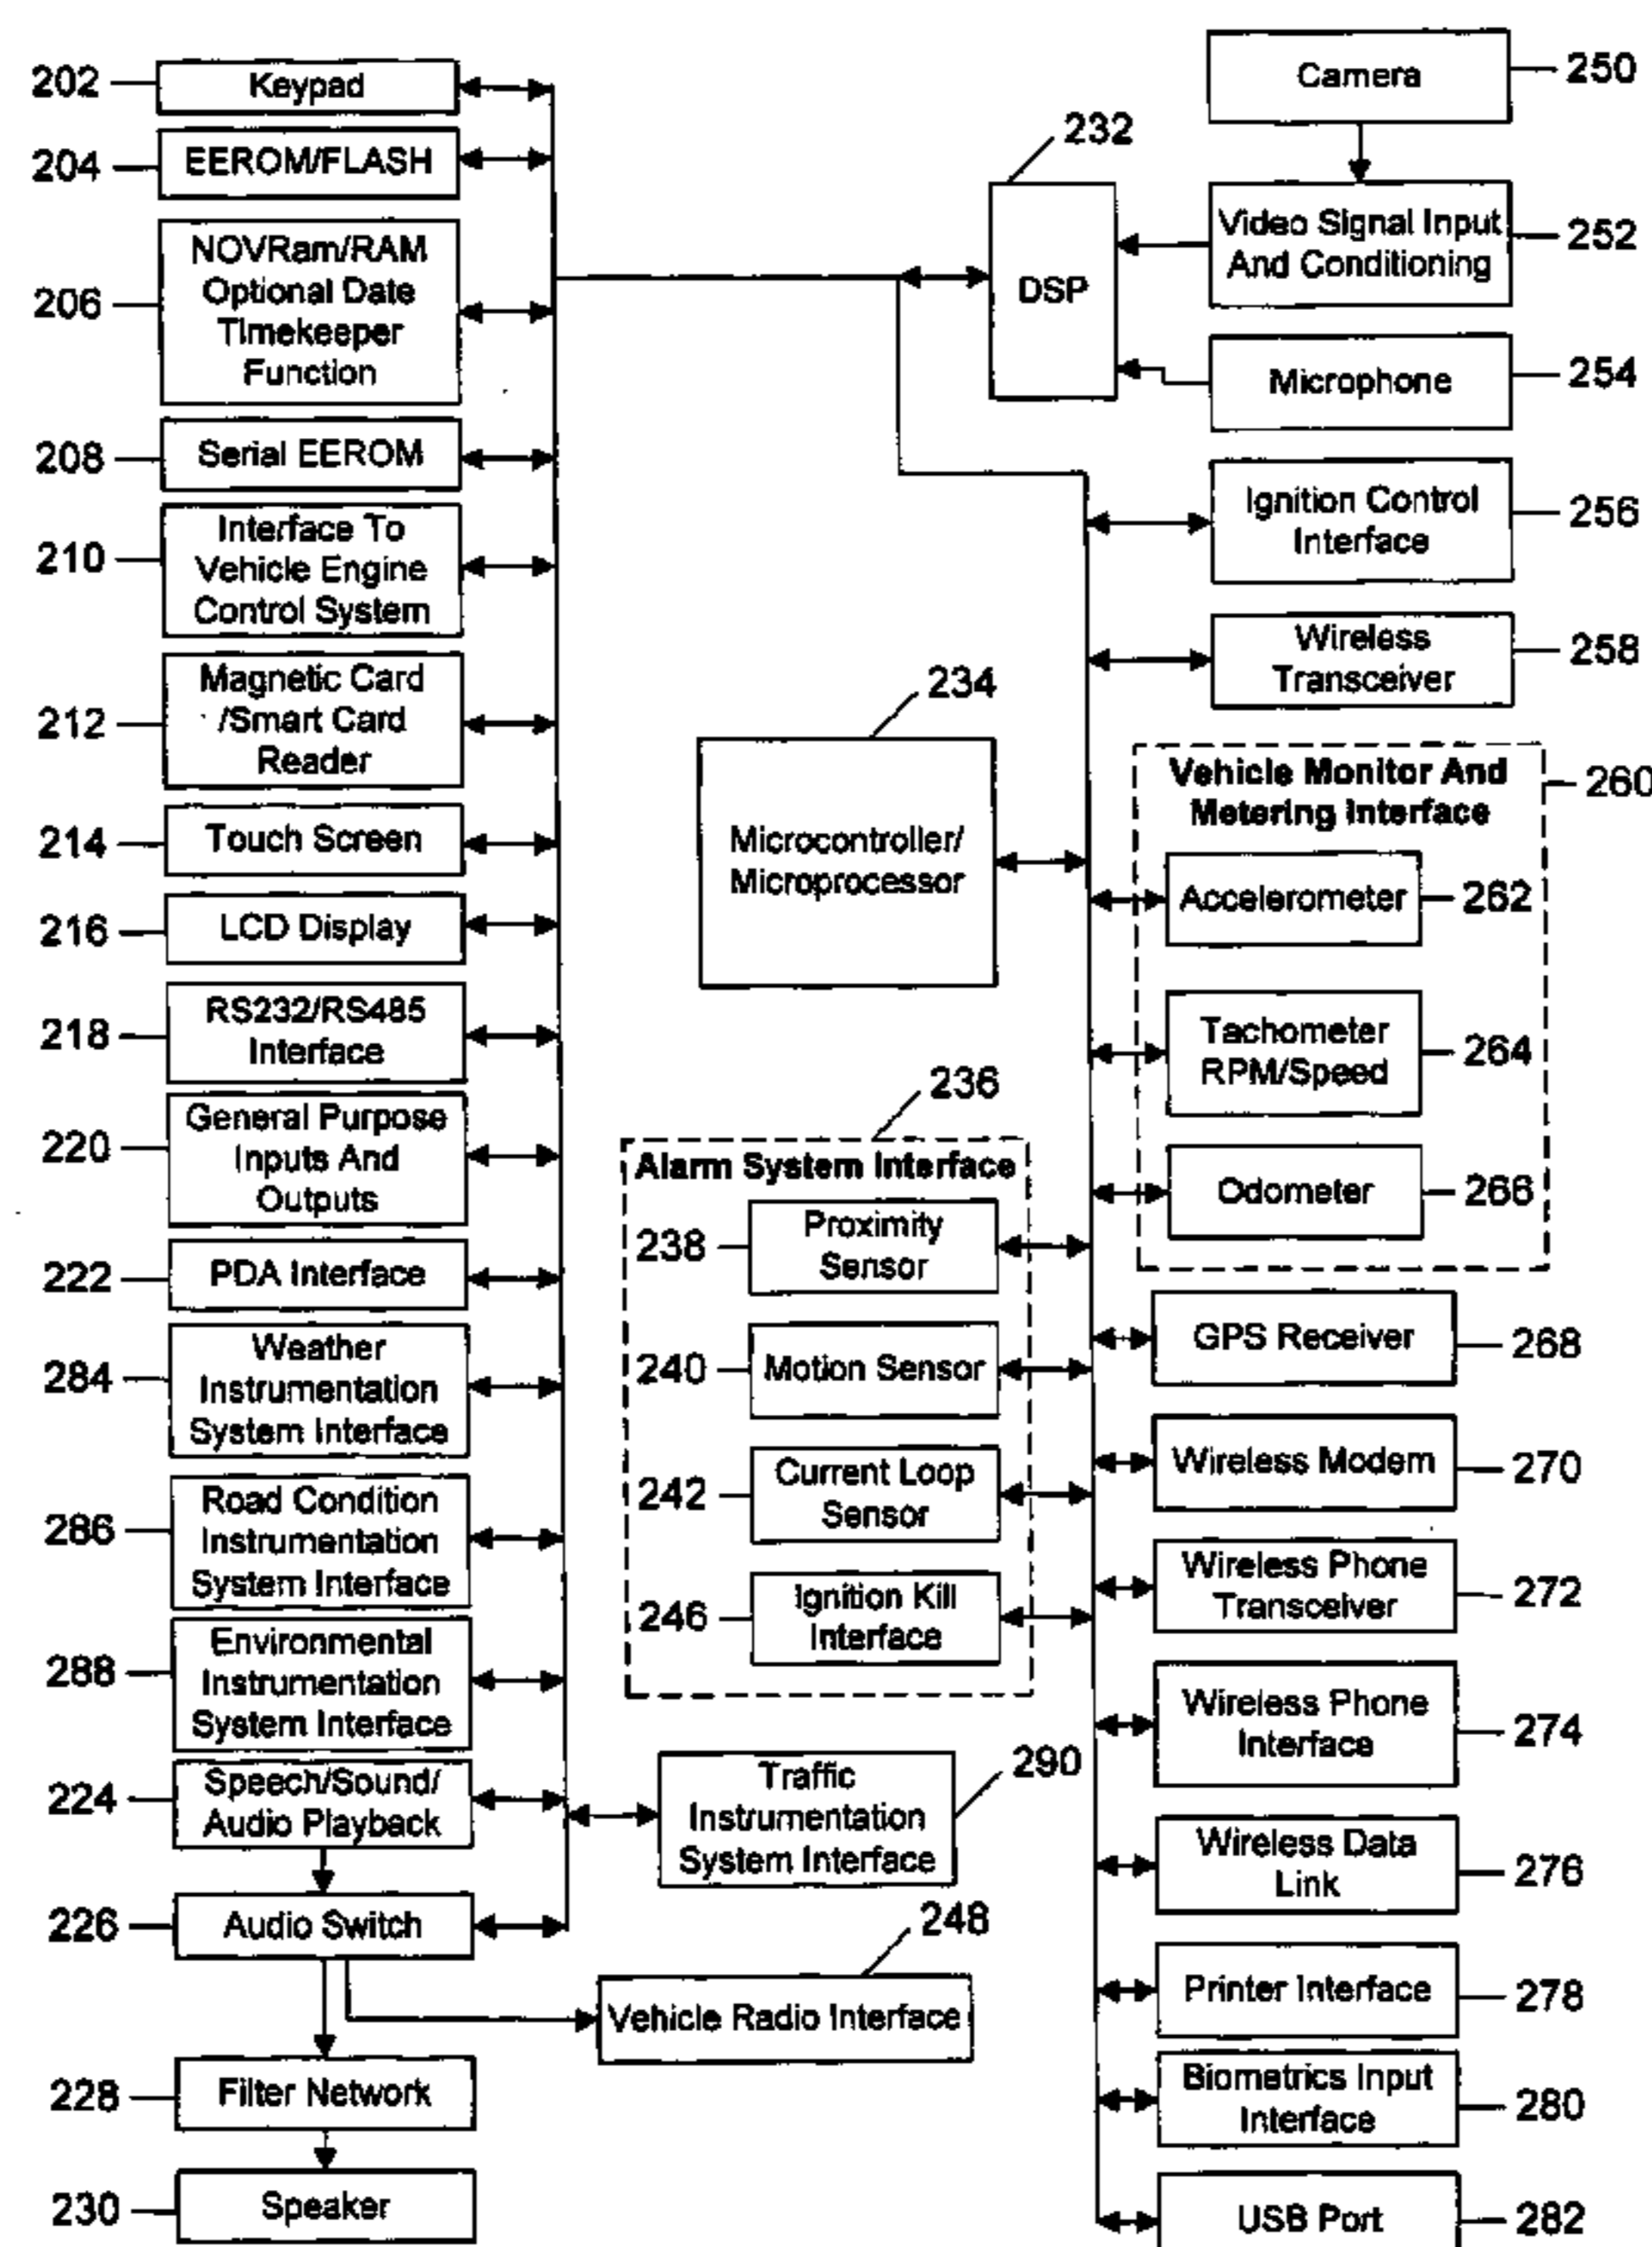 202
Keypad
204
EEROM/FLASH
206
NOVRam/RAM
Optional Date
Timekeeper
Function
208
Serial EEROM
210
Interface To
Vehicle Engine
Control System
212
Magnetic Card
/Smart Card
Reader
214
Touch Screen
216
LCD Display
218
RS232/RS485
Interface
220
General Purpose
Inputs And
Outputs
222
PDA Interface
284
Weather
Instrumentation
System Interface
286
Road Condition
Instrumentation
System Interface
288
Environmental
Instrumentation
System Interface
224
Speech/Sound/
Audio Playback
226
Audio Switch
228
Filter Network
230
Speaker
232
DSP
234
Microcontroller/
Microprocessor
236
Alarm System Interface
238
Proximity
Sensor
240
Motion Sensor
242
Current Loop
Sensor
246
Ignition Kill
Interface
290
Traffic
Instrumentation
System Interface
248
Vehicle Radio Interface
Camera
250
Video Signal Input
And Conditioning
252
Microphone
254
Ignition Control
Interface
256
Wireless
Transceiver
258
Vehicle Monitor And
Metering Interface
260
Accelerometer
262
Tachometer
RPM/Speed
264
Odometer
266
GPS Receiver
268
Wireless Modem
270
Wireless Phone
Transceiver
272
Wireless Phone
Interface
274
Wireless Data
Link
276
Printer Interface
278
Biometrics Input
Interface
280
USB Port
282